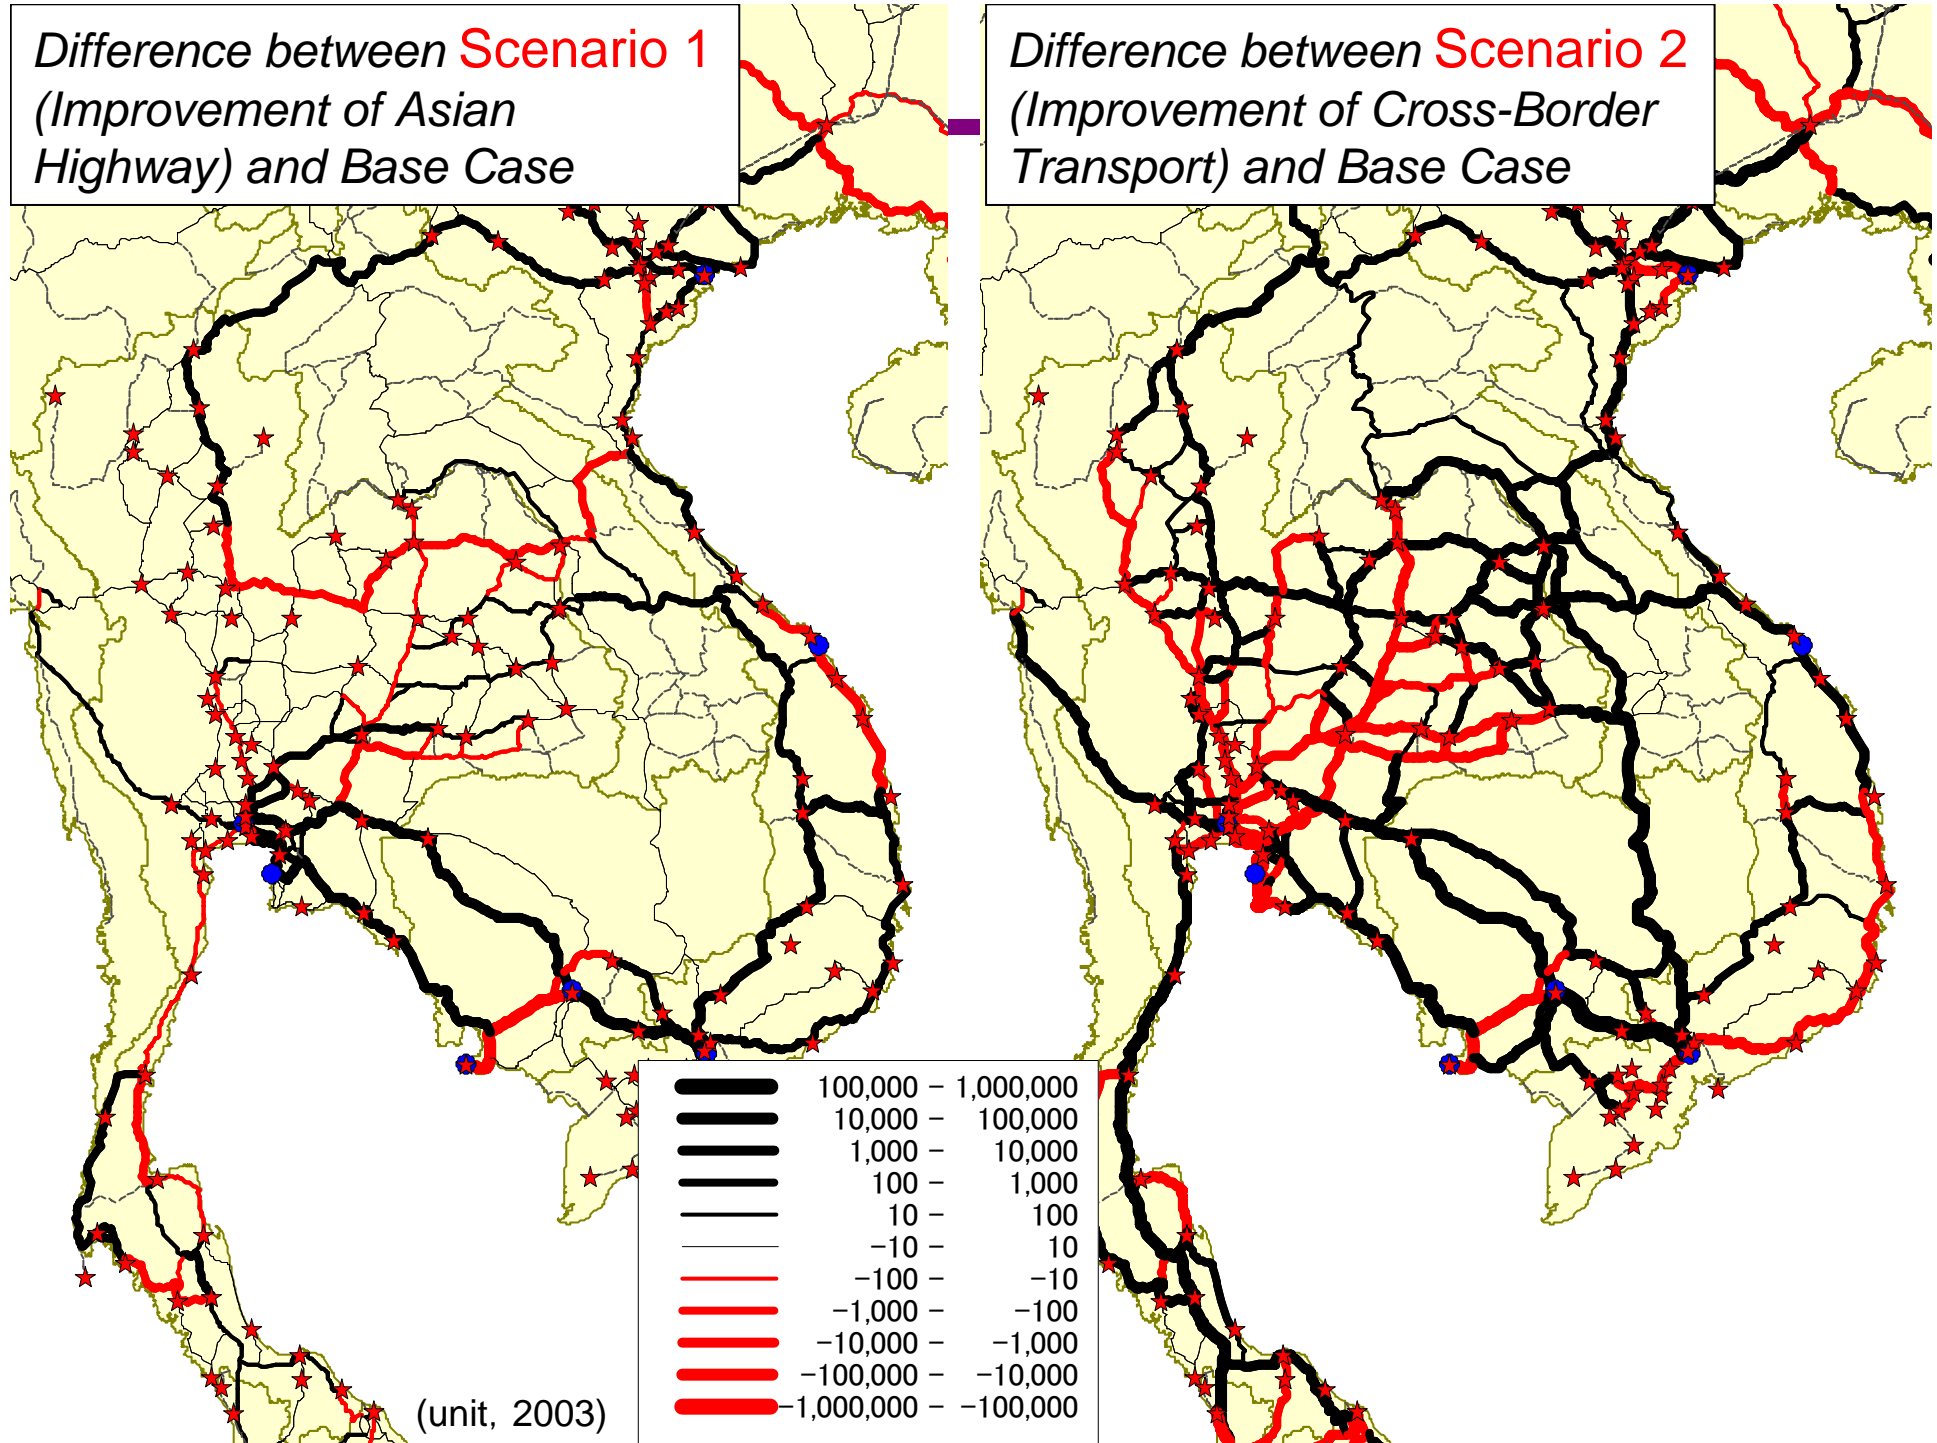 Difference between Scenario 1
(Improvement of Asian
Highway) and Base Case
Difference between Scenario 2
(Improvement of Cross-Border
Transport) and Base Case
100,000 − 1,000,000
10,000 − 100,000
1,000 − 10,000
100 − 1,000
10 − 100
−10 − 10
−100 − −10
−1,000 − −100
−10,000 − −1,000
−100,000 − −10,000
−1,000,000 − −100,000
(unit, 2003)